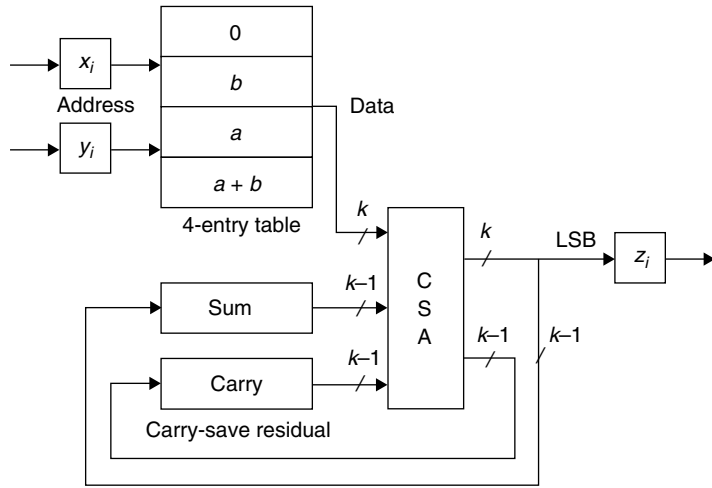 0
x_i
b
Address
Data
y_i
a
a + b
4-entry table
k
k
LSB
z_i
C
S
A
Sum
k–1
k–1
k–1
Carry
k–1
Carry-save residual